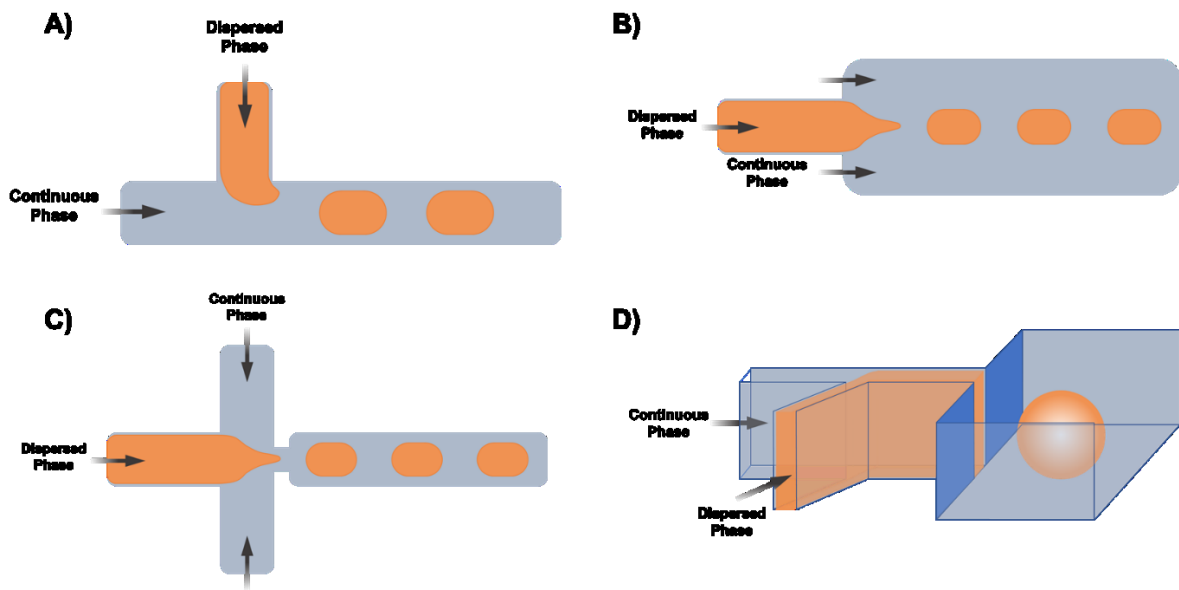 A)
Dispersed
Phase
Continuous
Phase
B)
Dispersed
Phase
Continuous
Phase
C)
Continuous
Phase
Dispersed
Phase
D)
Continuous
Phase
Dispersed
Phase